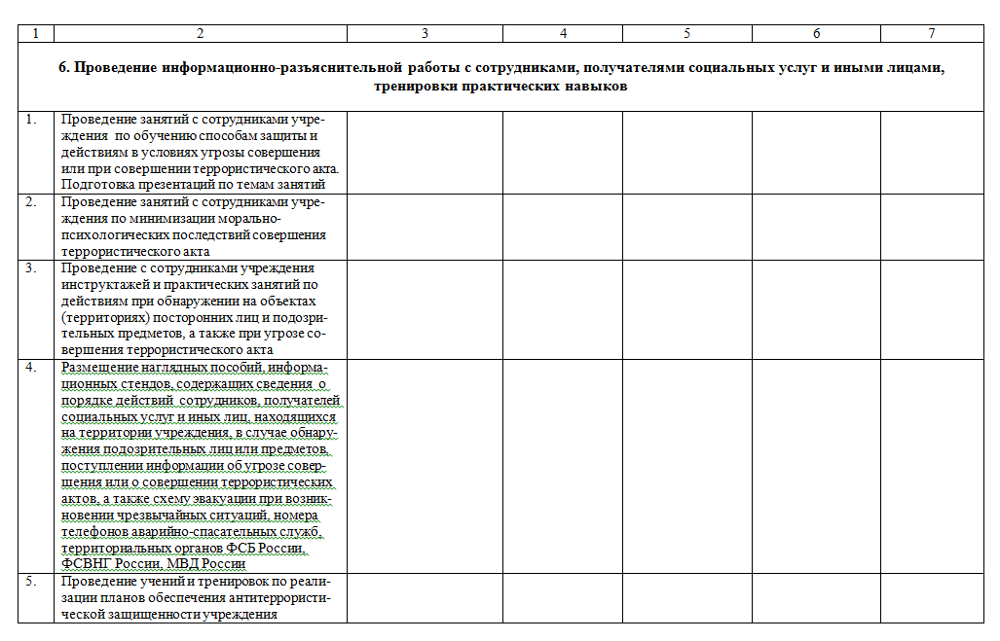 1 2 3 4 5 6 7
6. Проведение информационно-разъяснительной работы с сотрудниками, получателями социальных услуг и иными лицами,
тренировки практических навыков
1. Проведение занятий с сотрудниками учре-
ждения по обучению способам защиты и
действиям в условиях угрозы совершения
или при совершении террористического акта.
Подготовка презентаций по темам занятий
2. Проведение занятий с сотрудниками учре-
ждения по минимизации морально-
психологических последствий совершения
террористического акта
3. Проведение с сотрудниками учреждения
инструктажей и практических занятий по
действиям при обнаружении на объектах
(территориях) посторонних лиц и подозри-
тельных предметов, а также при угрозе со-
вершения террористического акта
4. Размещение наглядных пособий, информа-
ционных стендов, содержащих сведения о
порядке действий сотрудников, получателей
социальных услуг и иных лиц, находящихся
на территории учреждения, в случае обнару-
жения подозрительных лиц или предметов,
поступлении информации об угрозе совер-
шения или о совершении террористических
актов, а также схему эвакуации при возник-
новении чрезвычайных ситуаций, номера
телефонов аварийно-спасательных служб,
территориальных органов ФСБ России,
ФСВНГ России, МВД России
5. Проведение учений и тренировок по реали-
зации планов обеспечения антитеррористи-
ческой защищенности учреждения